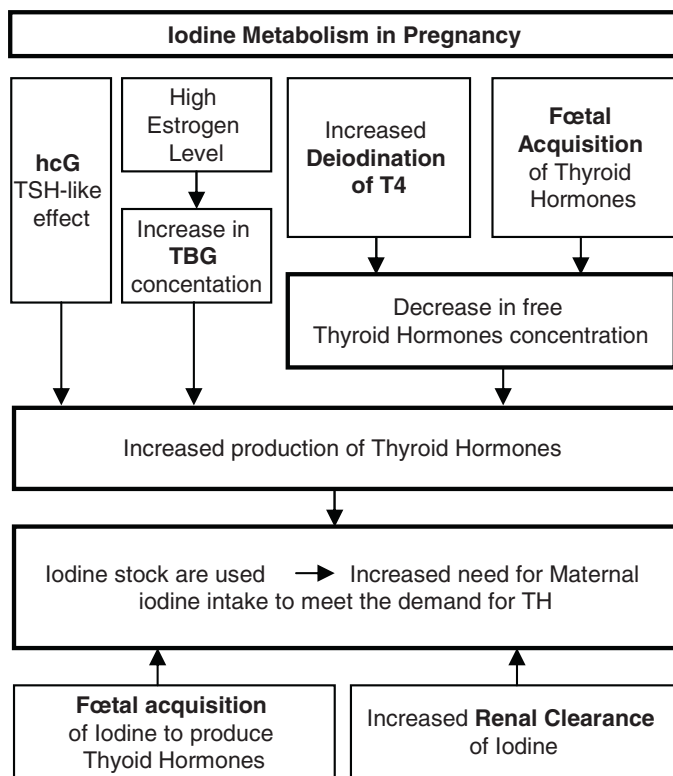 Iodine Metabolism in Pregnancy
hcG
TSH-like
effect
High
Estrogen
Level
Increase in
TBG
concentation
Increased
Deiodination
of T4
Fœtal
Acquisition
of Thyroid
Hormones
Decrease in free
Thyroid Hormones concentration
Increased production of Thyroid Hormones
Iodine stock are used → Increased need for Maternal
iodine intake to meet the demand for TH
Fœtal acquisition
of Iodine to produce
Thyoid Hormones
Increased Renal Clearance
of Iodine